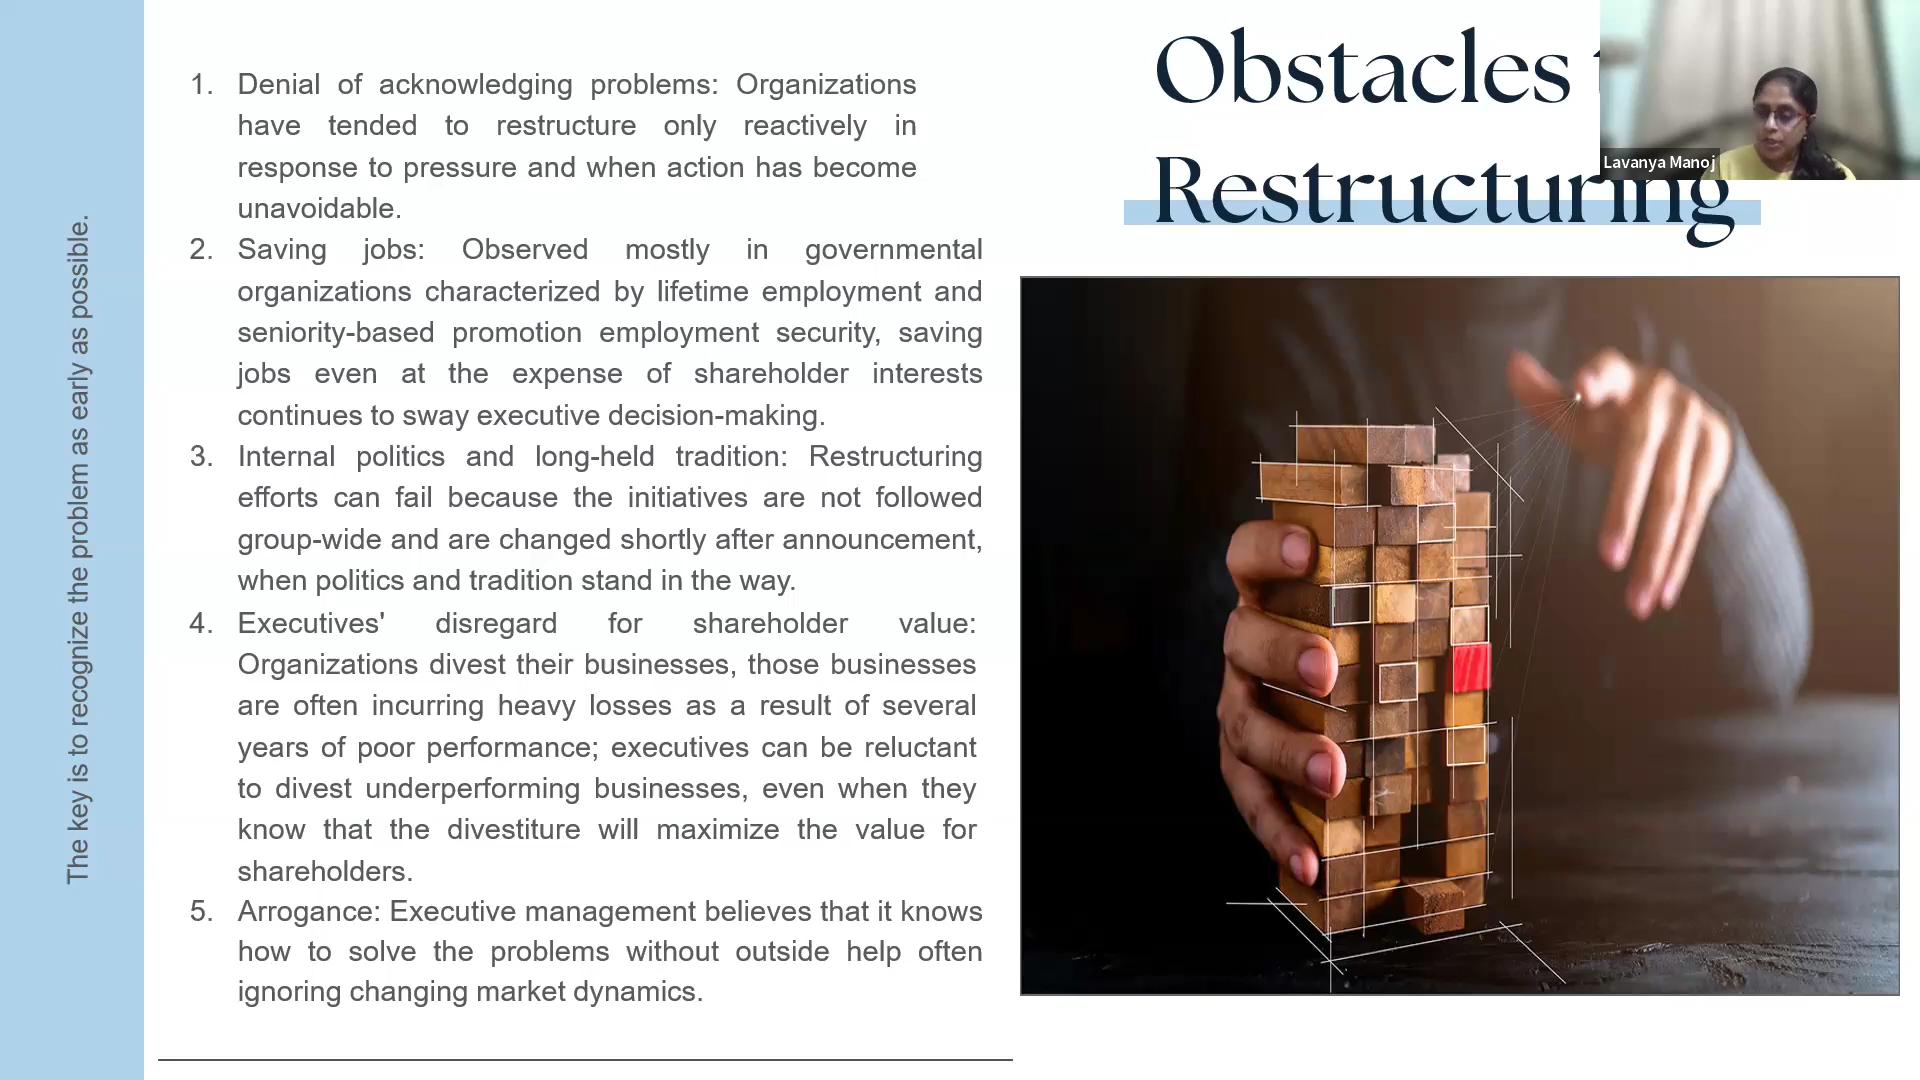 Obstacles
Restructuring
Lavanya Manoj
The key is to recognize the problem as early as possible.
1. Denial of acknowledging problems: Organizations
have tended to restructure only reactively in
response to pressure and when action has become
unavoidable.
2. Saving jobs: Observed mostly in governmental
organizations characterized by lifetime employment and
seniority-based promotion employment security, saving
jobs even at the expense of shareholder interests
continues to sway executive decision-making.
3. Internal politics and long-held tradition: Restructuring
efforts can fail because the initiatives are not followed
group-wide and are changed shortly after announcement,
when politics and tradition stand in the way.
4. Executives' disregard for shareholder value:
Organizations divest their businesses, those businesses
are often incurring heavy losses as a result of several
years of poor performance; executives can be reluctant
to divest underperforming businesses, even when they
know that the divestiture will maximize the value for
shareholders.
5. Arrogance: Executive management believes that it knows
how to solve the problems without outside help often
ignoring changing market dynamics.